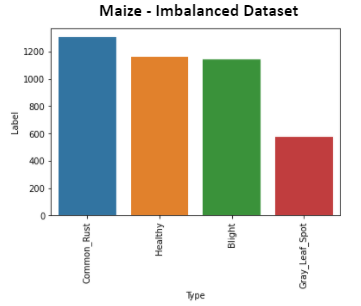 Maize - Imbalanced Dataset
1200
1000
800
600
400
200
0
Label
Common_Rust
Healthy
Blight
Gray_Leaf_Spot
Type